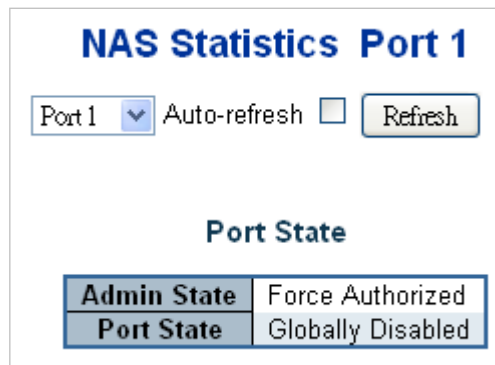 NAS Statistics Port 1
Port 1 Auto-refresh Refresh
Port State
Admin State Force Authorized
Port State Globally Disabled